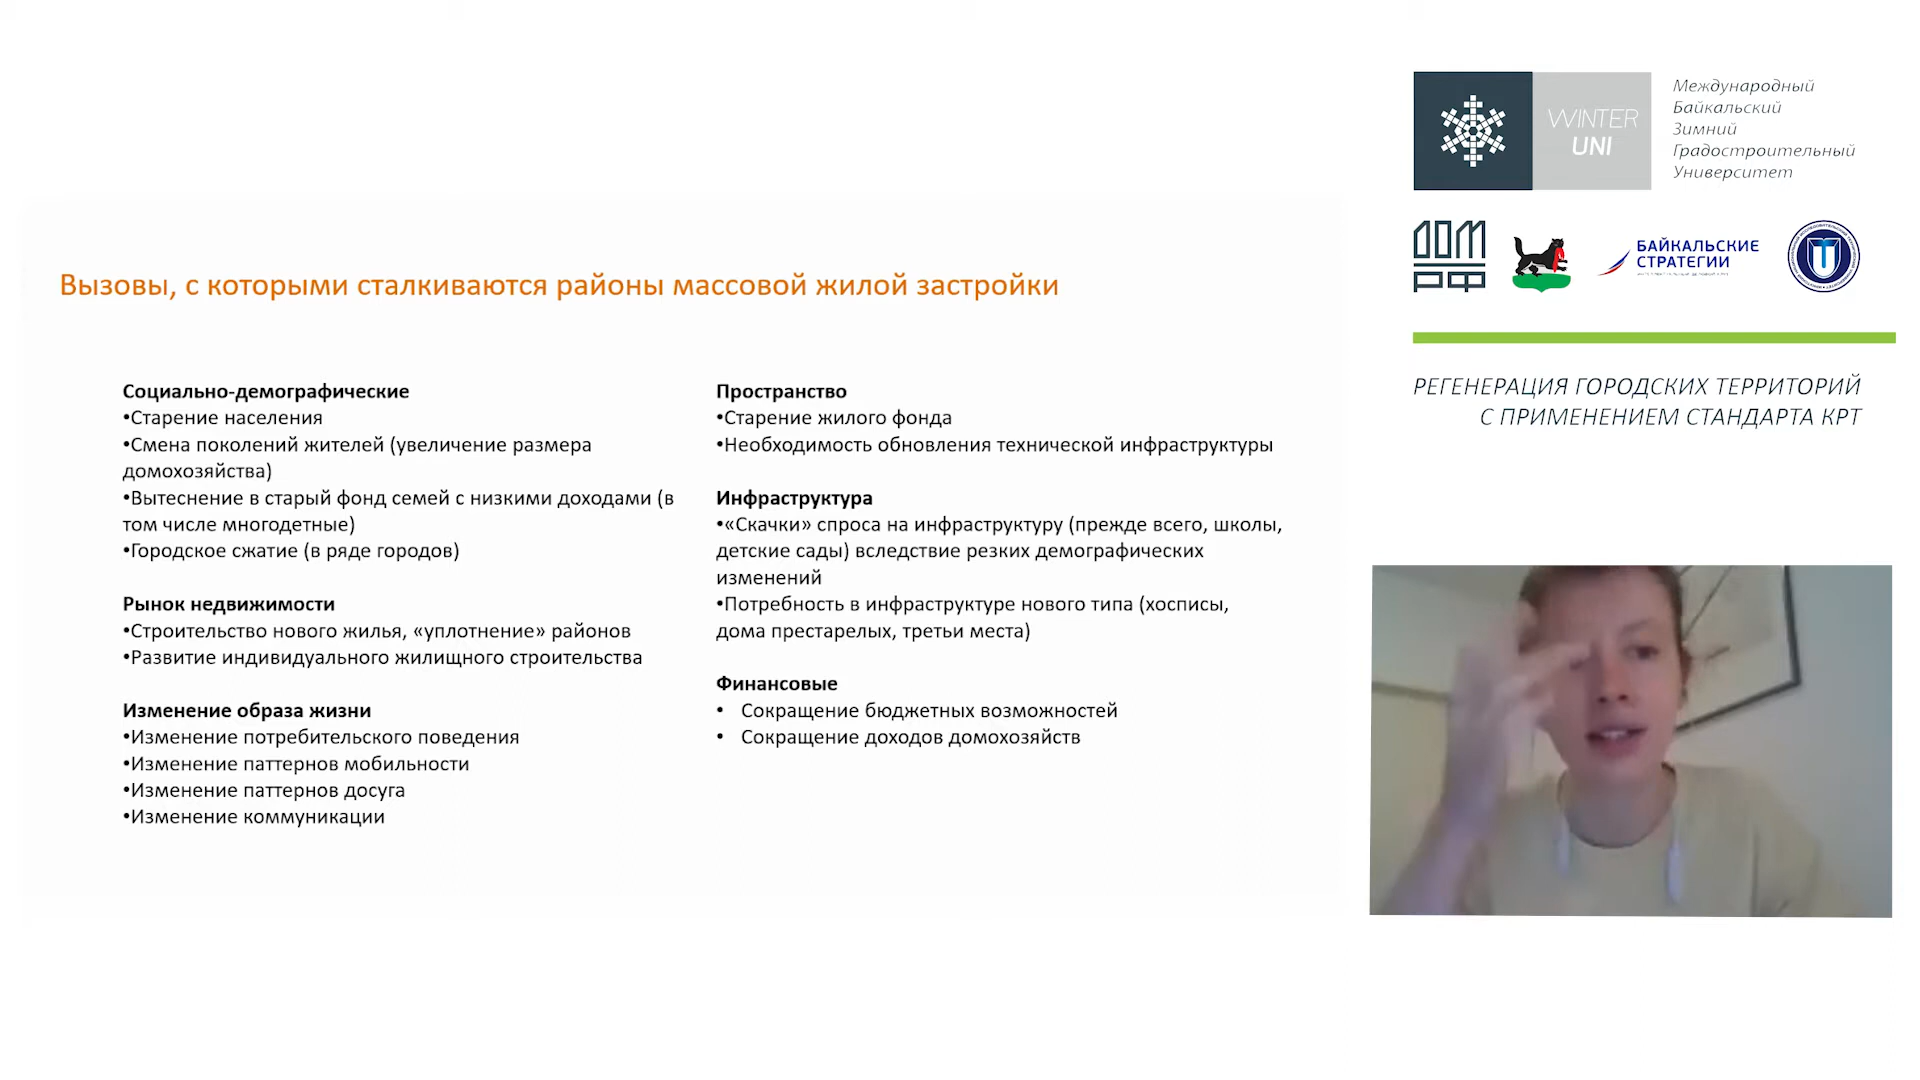 Вызовы, с которыми сталкиваются районы массовой жилой застройки
Социально-демографические
•Старение населения
•Смена поколений жителей (увеличение размера
домохозяйства)
•Вытеснение в старый фонд семей с низкими доходами (в
том числе многодетные)
•Городское сжатие (в ряде городов)
Рынок недвижимости
•Строительство нового жилья, «уплотнение» районов
•Развитие индивидуального жилищного строительства
Изменение образа жизни
•Изменение потребительского поведения
•Изменение паттернов мобильности
•Изменение паттернов досуга
•Изменение коммуникации
Пространство
•Старение жилого фонда
•Необходимость обновления технической инфраструктуры
Инфраструктура
•«Скачки» спроса на инфраструктуру (прежде всего, школы,
детские сады) вследствие резких демографических
изменений
•Потребность в инфраструктуре нового типа (хосписы,
дома престарелых, третьи места)
Финансовые
• Сокращение бюджетных возможностей
• Сокращение доходов домохозяйств
WINTER
UNI
Международный
Байкальский
Зимний
Градостроительный
Университет
ДОМ
РФ
БАЙКАЛЬСКИЕ
СТРАТЕГИИ
РЕГЕНЕРАЦИЯ ГОРОДСКИХ ТЕРРИТОРИЙ
С ПРИМЕНЕНИЕМ СТАНДАРТА КРТ